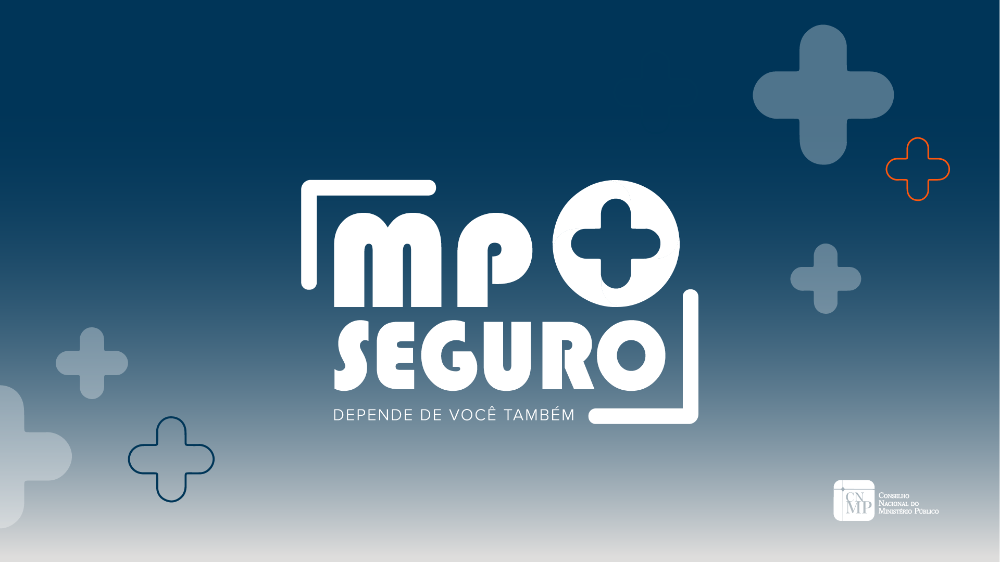 MP+
SEGURO
DEPENDE DE VOCÊ TAMBÉM
CN
MP
CONSELHO
NACIONAL DO
MINISTÉRIO PÚBLICO